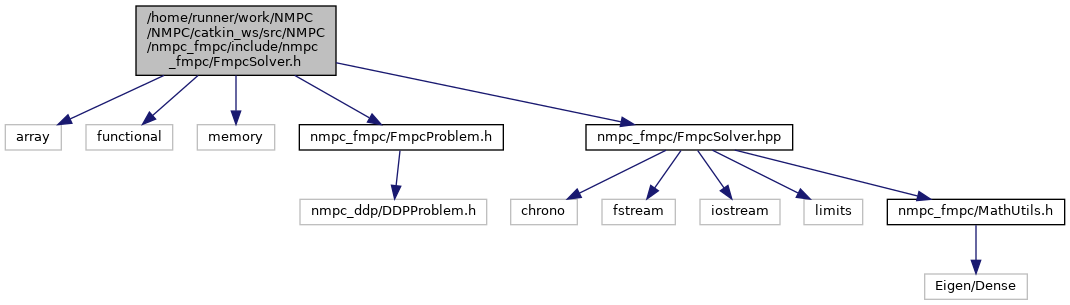 /home/runner/work/NMPC
/NMPC/catkin_ws/src/NMPC
/nmpc_fmpc/include/nmpc
_fmpc/FmpcSolver.h
array
functional
memory
nmpc_fmpc/FmpcProblem.h
nmpc_fmpc/FmpcSolver.hpp
nmpc_ddp/DDPProblem.h
chrono
fstream
iostream
limits
nmpc_fmpc/MathUtils.h
Eigen/Dense